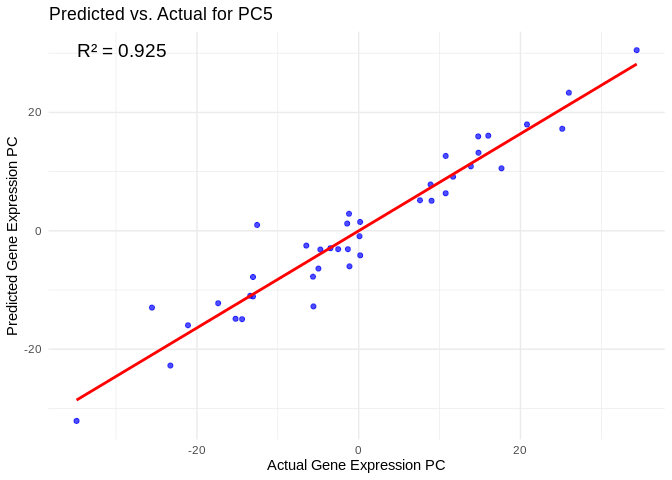 Predicted vs. Actual for PC5
R² = 0.925
20
0
-20
Predicted Gene Expression PC
-20 0 20
Actual Gene Expression PC